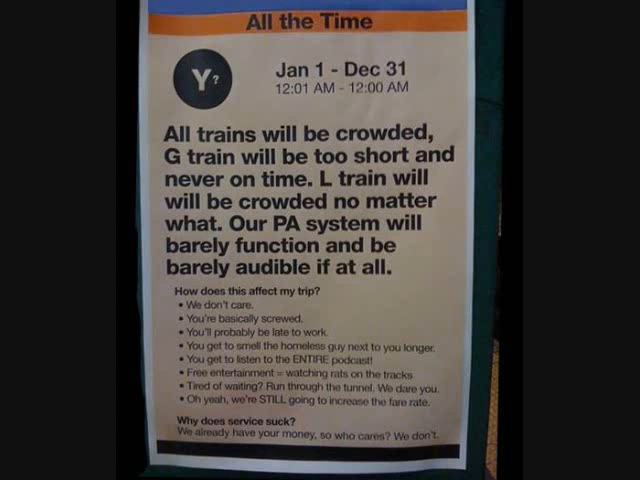 All the Time
Y?
Jan 1 - Dec 31
12:01 AM - 12:00 AM
All trains will be crowded,
G train will be too short and
never on time. L train will
will be crowded no matter
what. Our PA system will
barely function and be
barely audible if at all.
How does this affect my trip?
• We don't care.
• You're basically screwed.
• You'll probably be late to work.
• You get to smell the homeless guy next to you longer.
• You get to listen to the ENTIRE podcast!
• Free entertainment = watching rats on the tracks
• Tired of waiting? Run through the tunnel. We dare you.
• Oh yeah, we're STILL going to increase the fare rate.
Why does service suck?
We already have your money, so who cares? We don't.